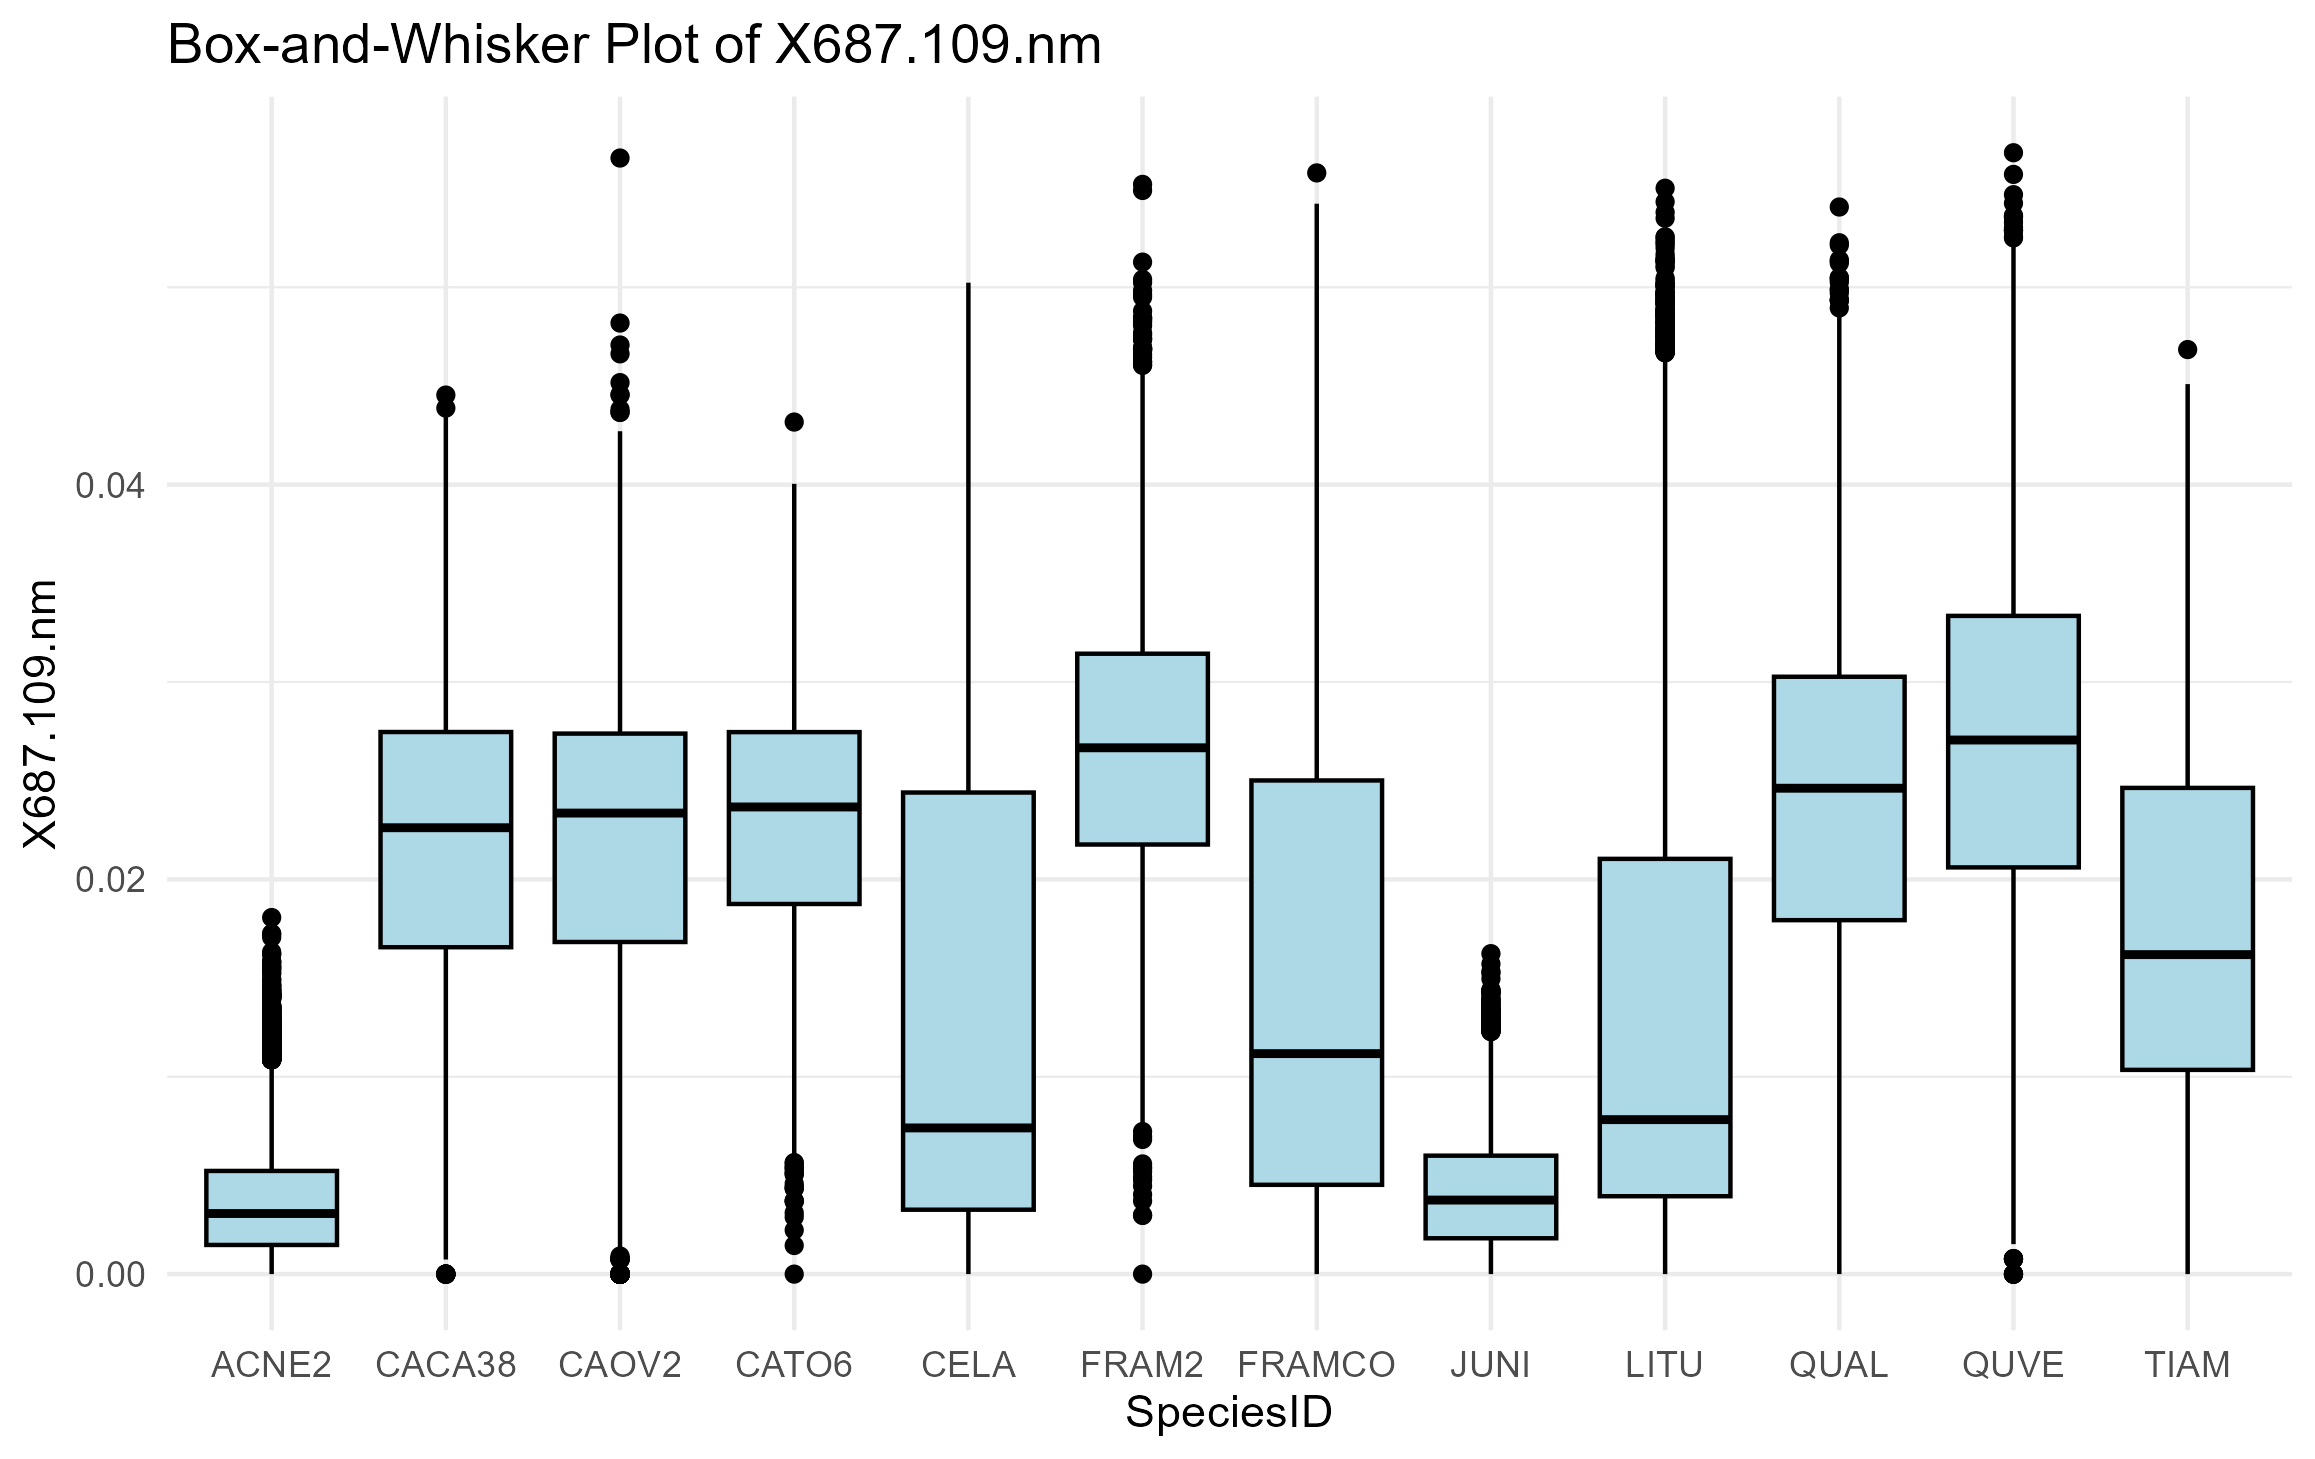 Box-and-Whisker Plot of X687.109.nm
X687.109.nm
0.04
0.02
0.00
ACNE2 CACA38 CAOV2 CATO6 CELA FRAM2 FRAMCO JUNI LITU QUAL QUVE TIAM
SpeciesID